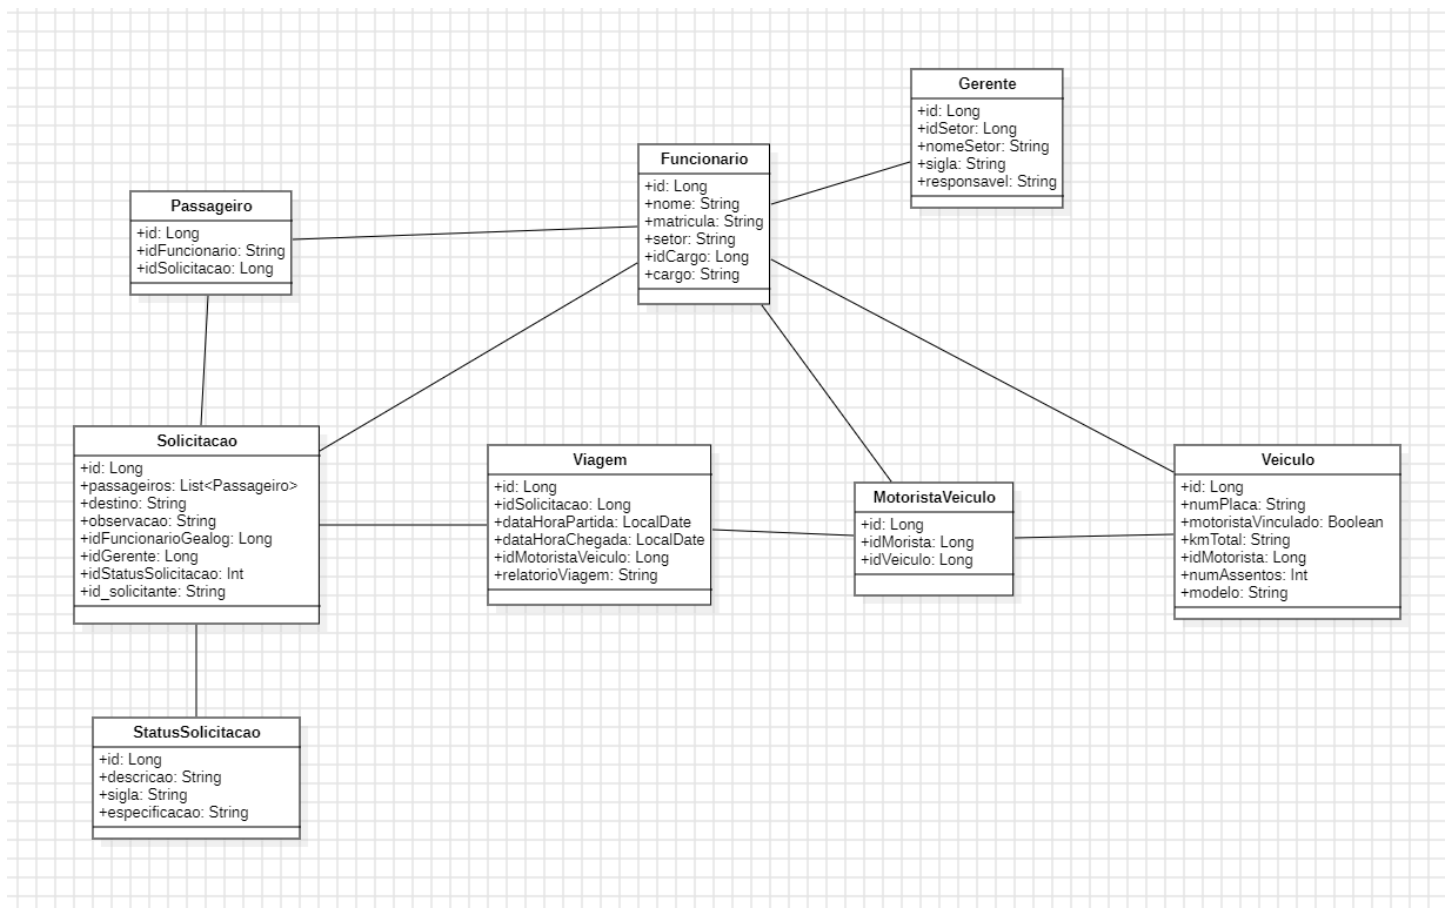 Gerente
+id: Long
+idSetor: Long
+nomeSetor: String
+sigla: String
+responsavel: String
Funcionario
+id: Long
+nome: String
+matricula: String
+setor: String
+idCargo: Long
+cargo: String
Passageiro
+id: Long
+idFuncionario: String
+idSolicitacao: Long
Solicitacao
+id: Long
+passageiros: List<Passageiro>
+destino: String
+observacao: String
+idFuncionarioGealog: Long
+idGerente: Long
+idStatusSolicitacao: Int
+id_solicitante: String
Viagem
+id: Long
+idSolicitacao: Long
+dataHoraPartida: LocalDate
+dataHoraChegada: LocalDate
+idMotoristaVeiculo: Long
+relatorioViagem: String
MotoristaVeiculo
+id: Long
+idMorista: Long
+idVeiculo: Long
Veiculo
+id: Long
+numPlaca: String
+motoristaVinculado: Boolean
+kmTotal: String
+idMotorista: Long
+numAssentos: Int
+modelo: String
StatusSolicitacao
+id: Long
+descricao: String
+sigla: String
+especificacao: String